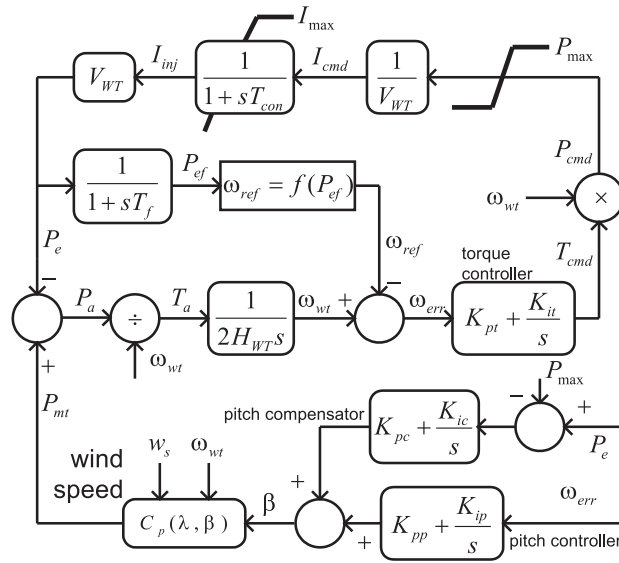 I_max
V_WT
I_inj
1 / (1 + sT_con)
I_cmd
1 / V_WT
P_max
P_cmd
1 / (1 + sT_f)
P_ef
ω_ref = f(P_ef)
ω_wt
×
P_e
ω_ref
torque
controller
T_cmd
−
P_a
÷
T_a
1 / (2H_WT s)
ω_wt
+
−
ω_err
K_pt + K_it / s
+
ω_wt
P_mt
P_max
pitch compensator
K_pc + K_ic / s
−
+
P_e
wind
speed
w_s
ω_wt
+
C_p(λ, β)
β
+
K_pp + K_ip / s
ω_err
pitch controller